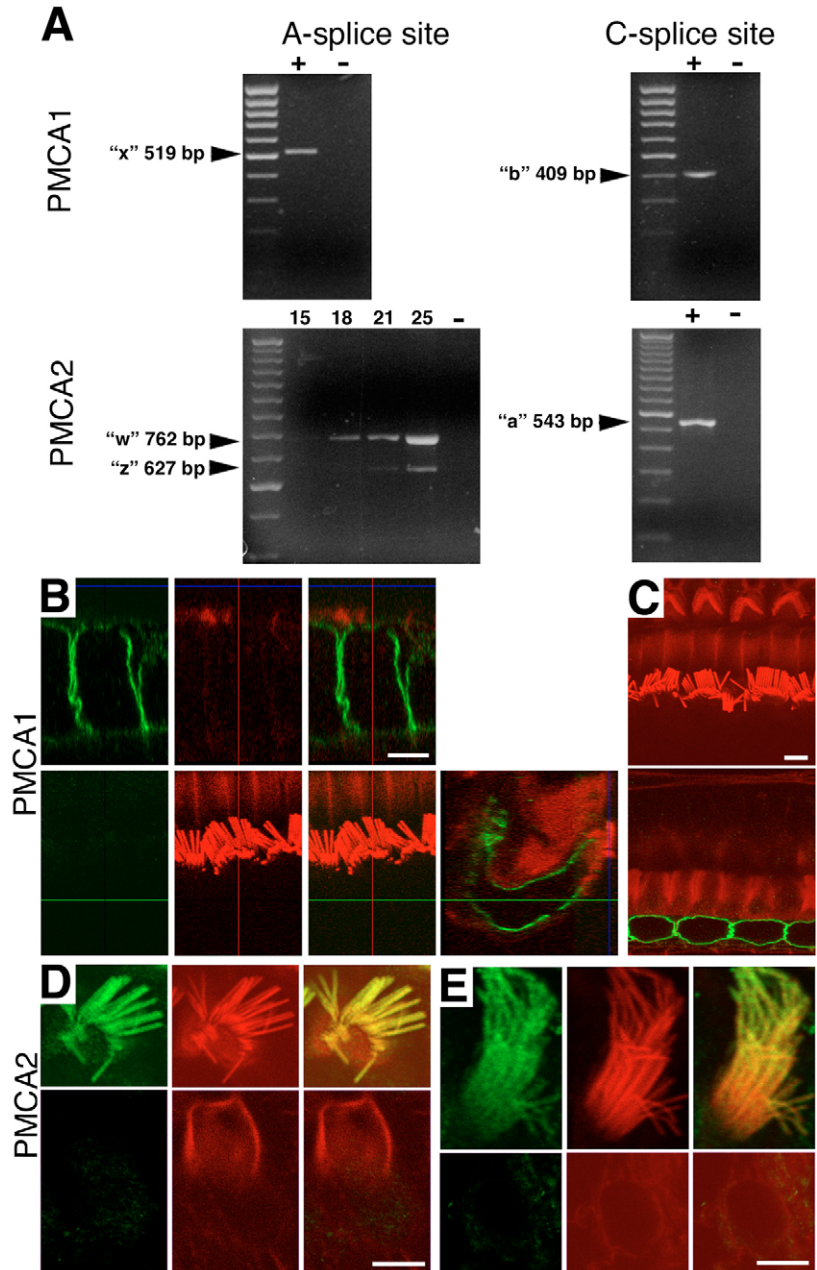 A
A-splice site
C-splice site
+ -
+ -
PMCA1
"x" 519 bp
"b" 409 bp
15 18 21 25 -
+ -
PMCA2
"w" 762 bp
"z" 627 bp
"a" 543 bp
B
C
PMCA1
D
E
PMCA2